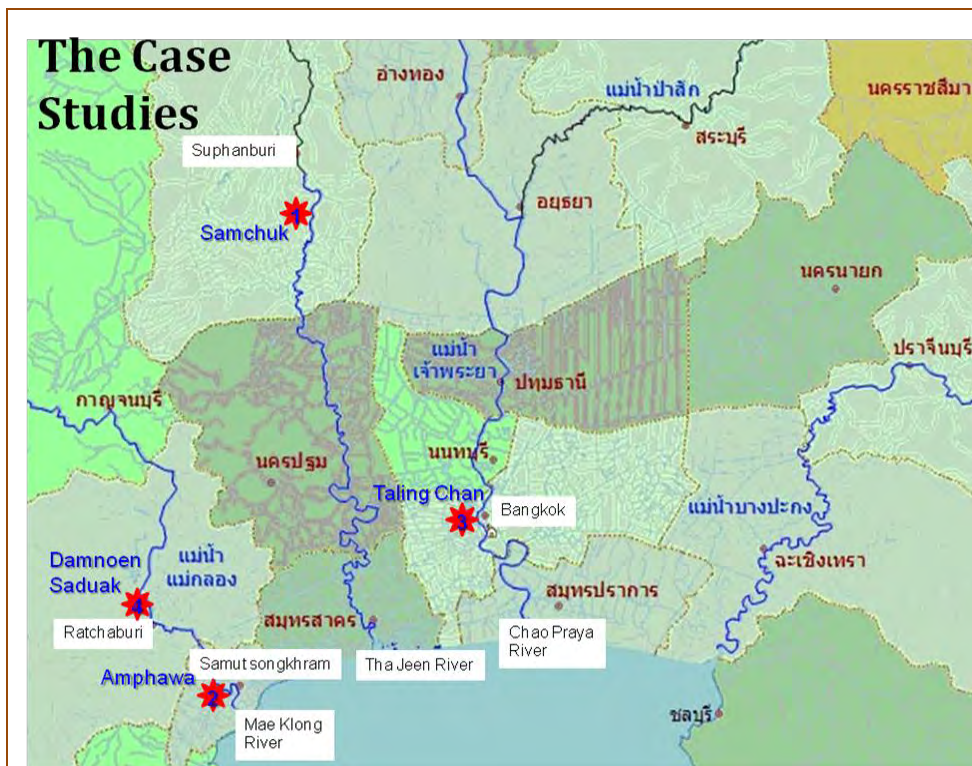 The Case
Studies
อ่างทอง
แม่น้ำป่าสัก
นครราชสีมา
สระบุรี
Suphanburi
1
Samchuk
อยุธยา
นครนายก
แม่น้ำ
เจ้าพระยา
ปทุมธานี
ปราจีนบุรี
กาญจนบุรี
นครปฐม
นนทบุรี
Taling Chan
3
Bangkok
แม่น้ำบางปะกง
ฉะเชิงเทรา
Damnoen
Saduak
4
แม่น้ำ
แม่กลอง
Ratchaburi
สมุทรสาคร
สมุทรปราการ
Chao Praya
River
Tha Jeen River
Samut songkhram
Amphawa
2
Mae Klong
River
ชลบุรี